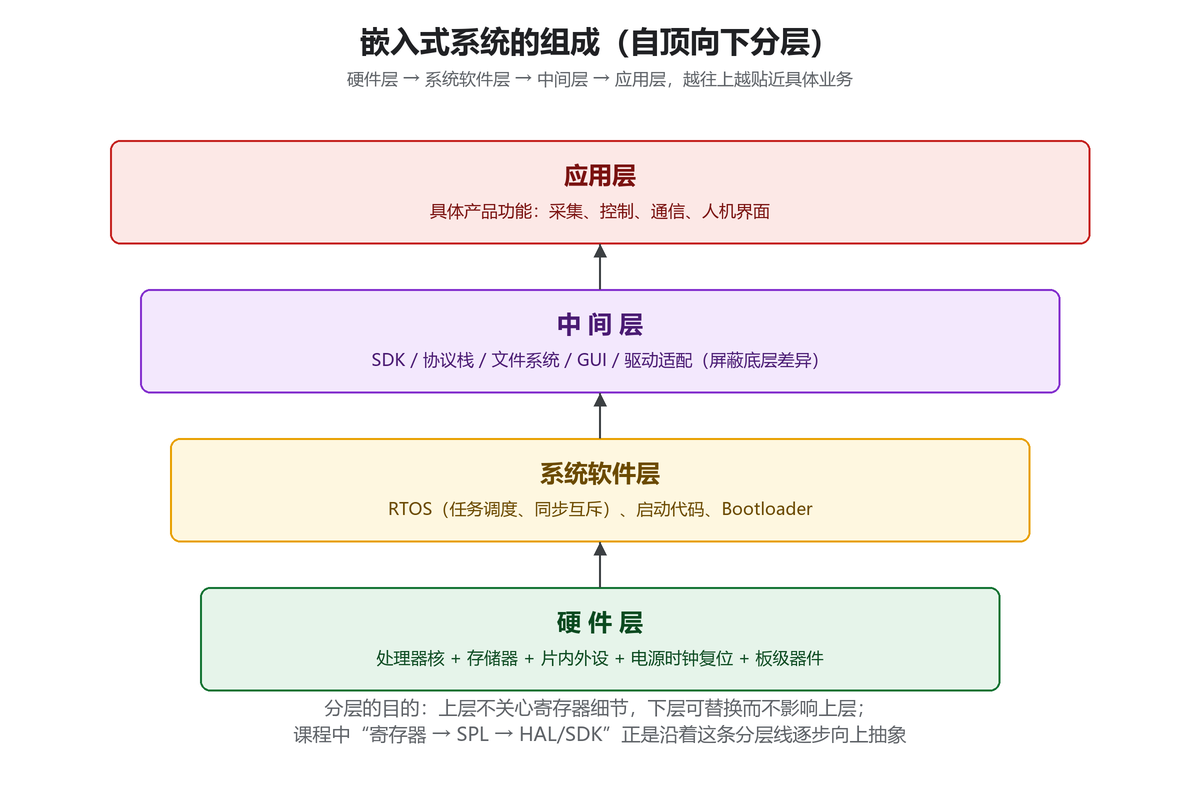 嵌入式系统的组成（自顶向下分层）
硬件层 → 系统软件层 → 中间层 → 应用层，越往上越贴近具体业务
应用层
具体产品功能：采集、控制、通信、人机界面
中 间 层
SDK / 协议栈 / 文件系统 / GUI / 驱动适配（屏蔽底层差异）
系统软件层
RTOS（任务调度、同步互斥）、启动代码、Bootloader
硬 件 层
处理器核 + 存储器 + 片内外设 + 电源时钟复位 + 板级器件
分层的目的：上层不关心寄存器细节，下层可替换而不影响上层；
课程中“寄存器 → SPL → HAL/SDK”正是沿着这条分层线逐步向上抽象